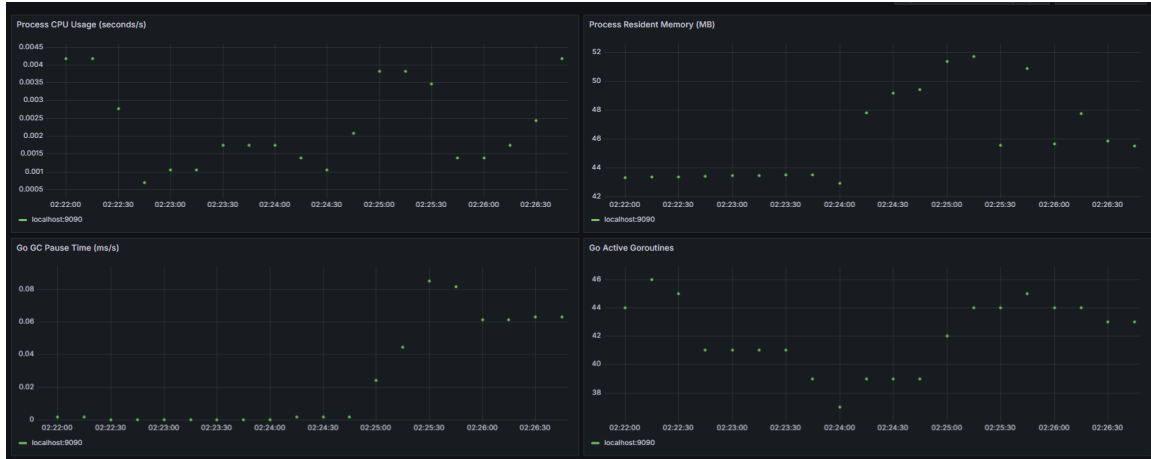 Process CPU Usage (seconds/s)
0.0045
0.004
0.0035
0.003
0.0025
0.002
0.0015
0.001
0.0005
02:22:00 02:22:30 02:23:00 02:23:30 02:24:00 02:24:30 02:25:00 02:25:30 02:26:00 02:26:30
localhost:9090
Process Resident Memory (MB)
52
50
48
46
44
42
02:22:00 02:22:30 02:23:00 02:23:30 02:24:00 02:24:30 02:25:00 02:25:30 02:26:00 02:26:30
localhost:9090
Go GC Pause Time (ms/s)
0.08
0.06
0.04
0.02
0
02:22:00 02:22:30 02:23:00 02:23:30 02:24:00 02:24:30 02:25:00 02:25:30 02:26:00 02:26:30
localhost:9090
Go Active Goroutines
46
44
42
40
38
02:22:00 02:22:30 02:23:00 02:23:30 02:24:00 02:24:30 02:25:00 02:25:30 02:26:00 02:26:30
localhost:9090